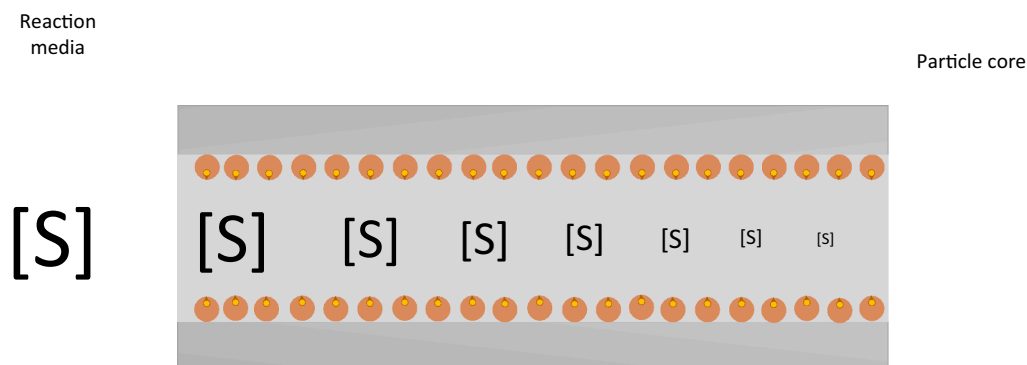 Reaction
media
Particle core
[S] [S] [S] [S] [S] [S] [S] [S]